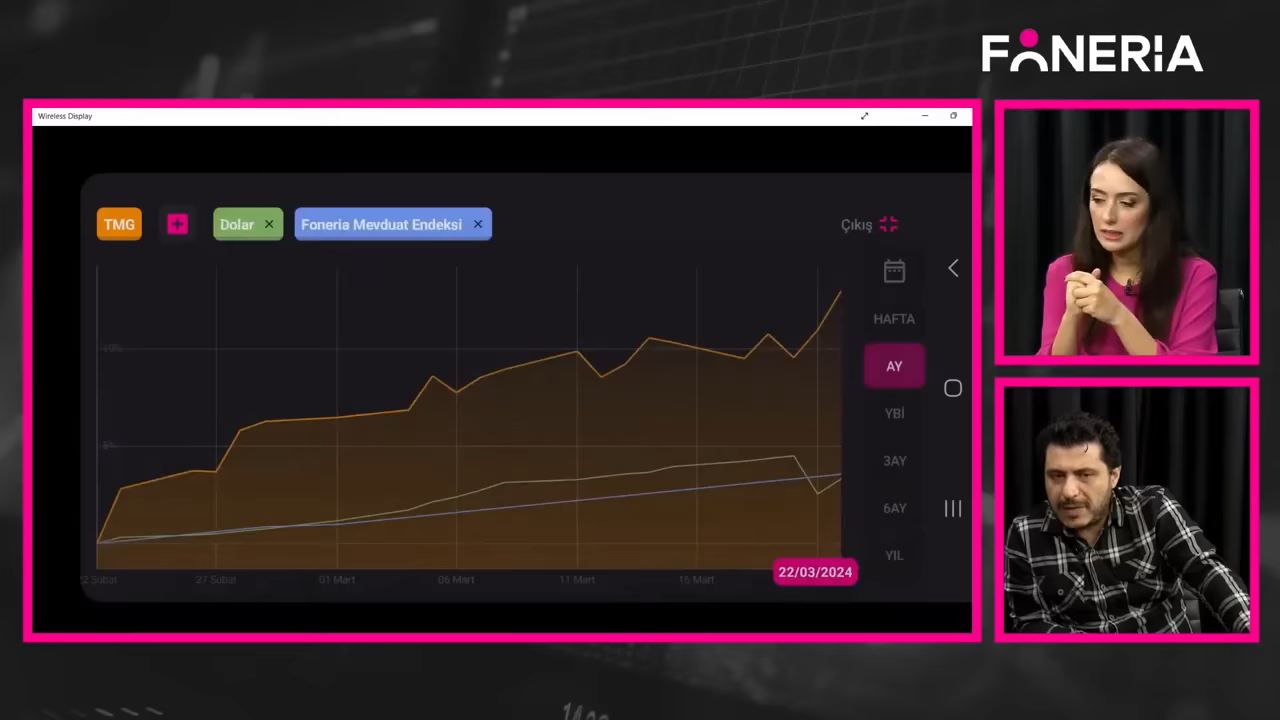 FONERIA
Wireless Display
TMG
Dolar
Foneria Mevduat Endeksi
Çıkış
HAFTA
AY
YBİ
3AY
6AY
YIL
10%
5%
2 Şubat
27 Şubat
01 Mart
06 Mart
11 Mart
16 Mart
22/03/2024